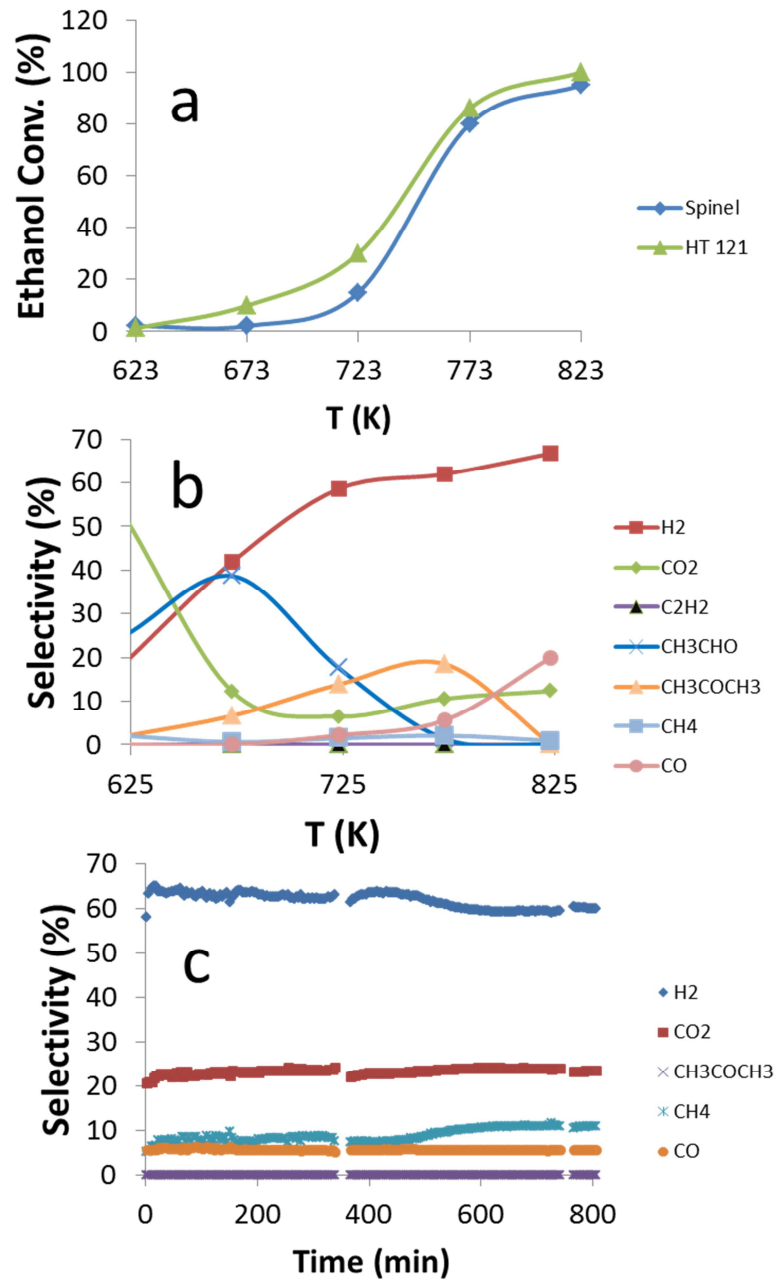 120
100
80
60
40
20
0
Ethanol Conv. (%)
a
Spinel
HT 121
623 673 723 773 823
T (K)
70
60
50
40
30
20
10
0
Selectivity (%)
b
H2
CO2
C2H2
CH3CHO
CH3COCH3
CH4
CO
625 725 825
T (K)
70
60
50
40
30
20
10
0
Selectivity (%)
c
H2
CO2
CH3COCH3
CH4
CO
0 200 400 600 800
Time (min)